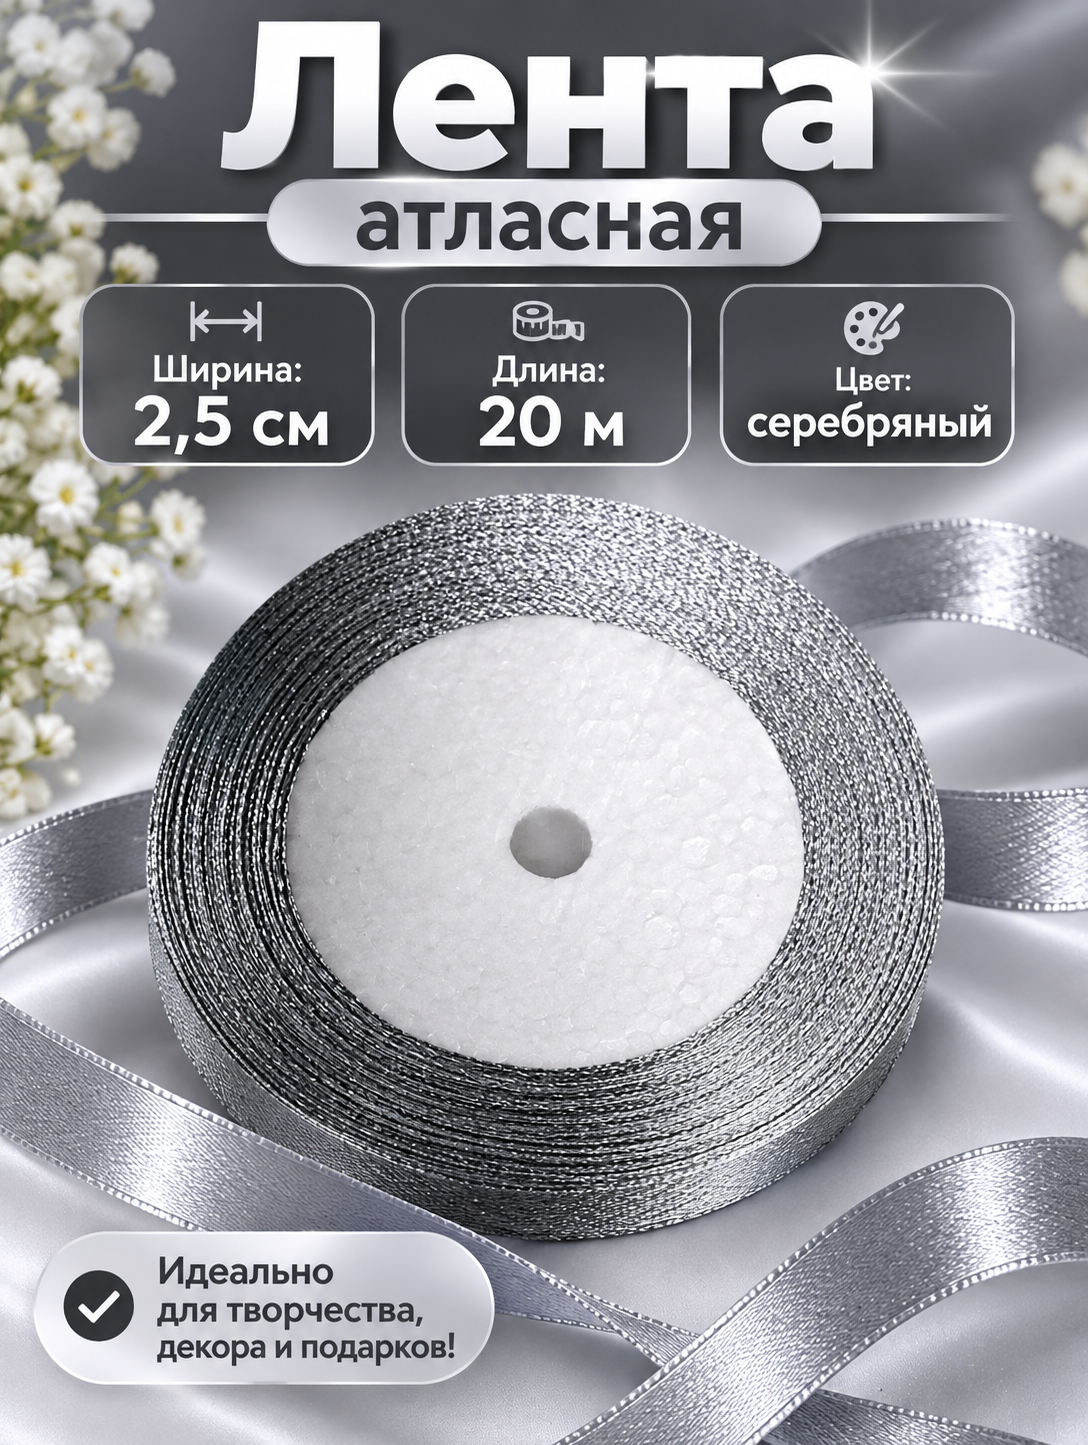 Лента
атласная
Ширина:
2,5 см
Длина:
20 м
Цвет:
серебряный
Идеально
для творчества,
декора и подарков!